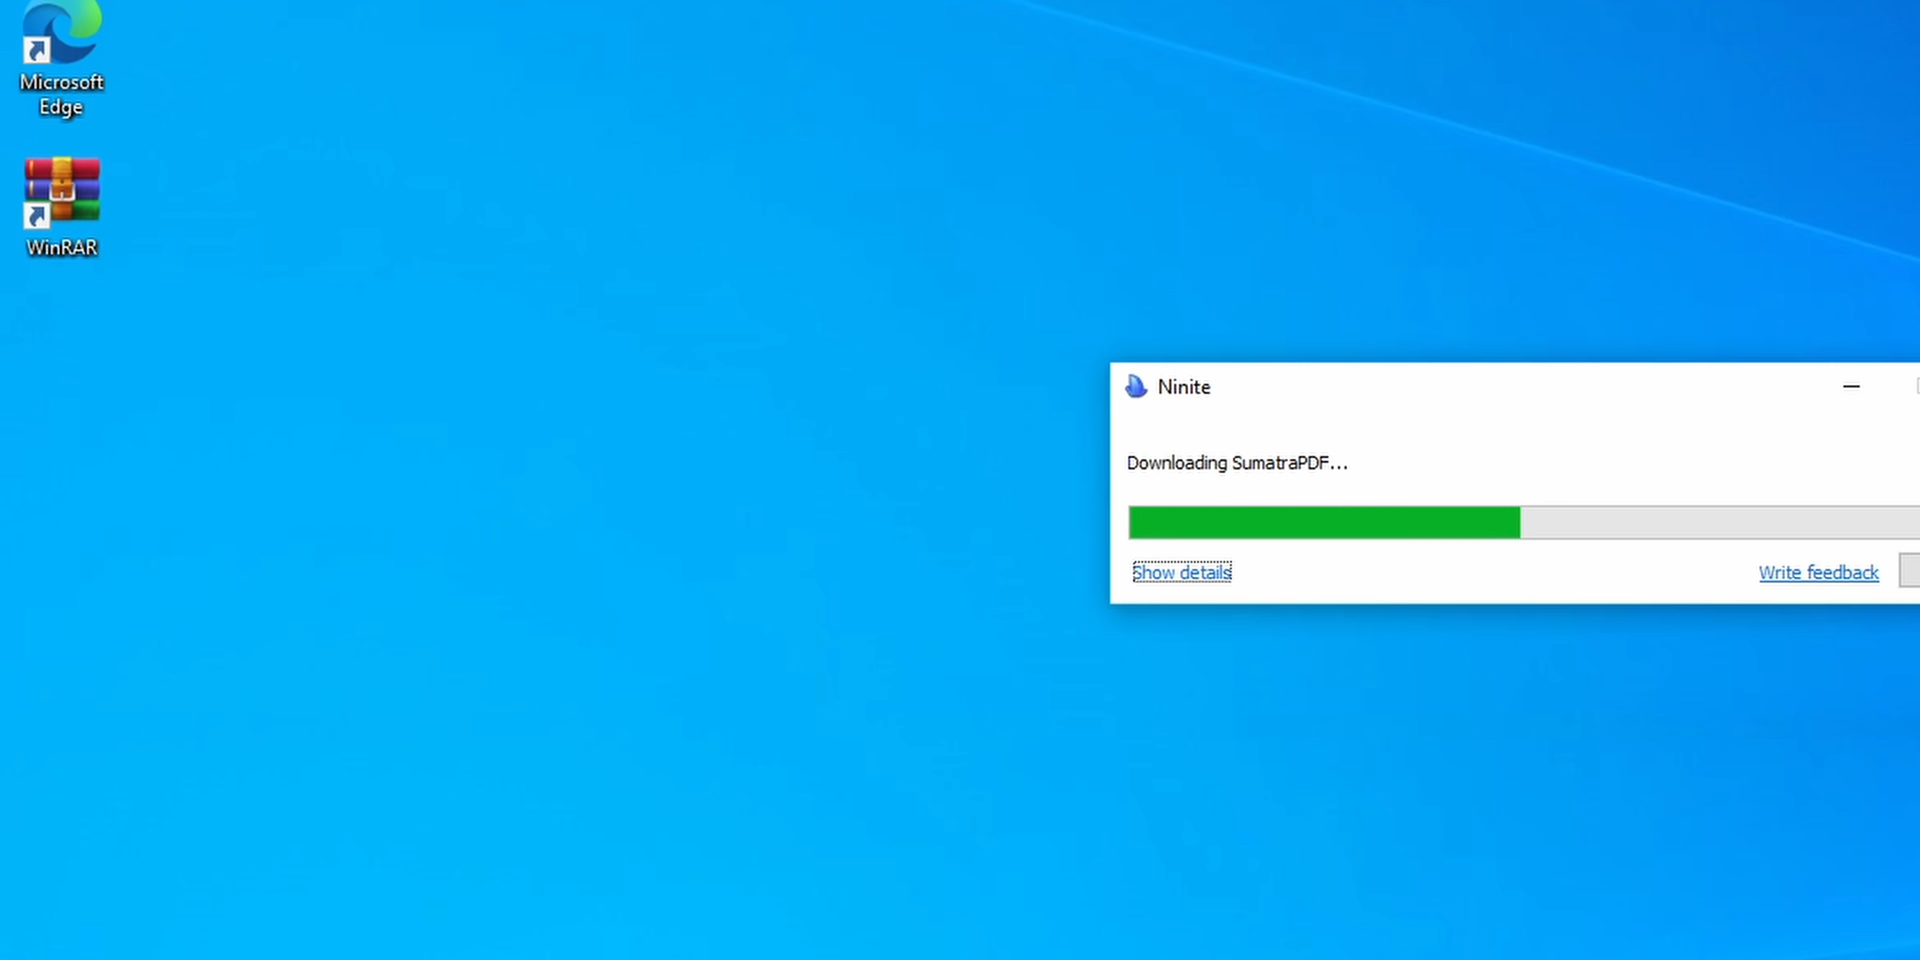 Microsoft
Edge
WinRAR
Ninite
Downloading SumatraPDF...
Show details
Write feedback